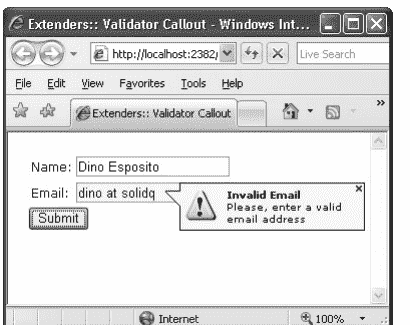 Extenders:: Validator Callout - Windows Int...
http://localhost:2382/
Live Search
File Edit View Favorites Tools Help
Extenders:: Validator Callout
»
Name: Dino Esposito
Email: dino at solidq
Invalid Email
Please, enter a valid
email address
Submit
Internet 100%